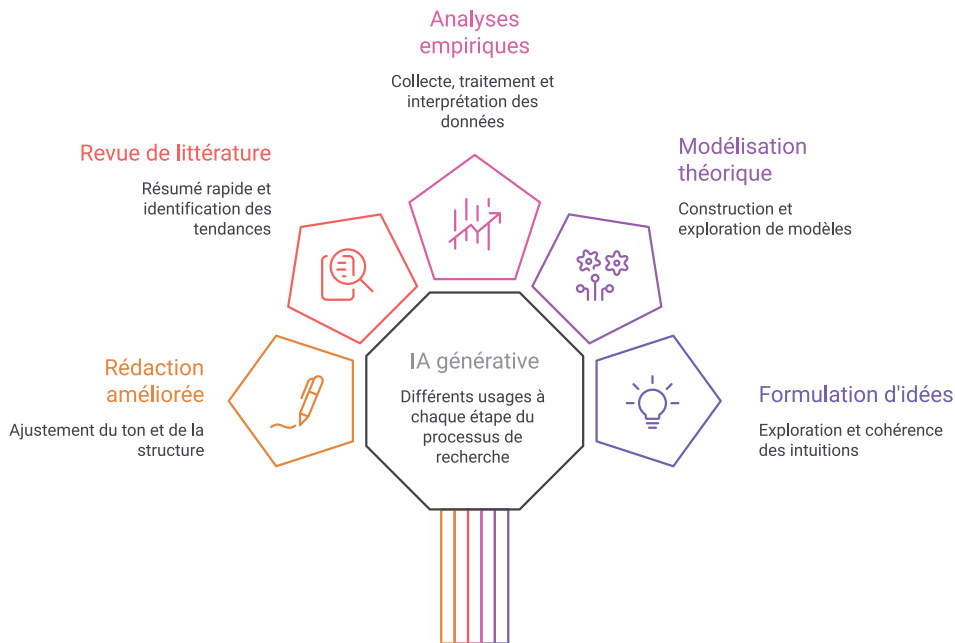 Analyses
empiriques
Collecte, traitement et
interprétation des
données
Revue de littérature
Résumé rapide et
identification des
tendances
Modélisation
théorique
Construction et
exploration de modèles
Rédaction
améliorée
Ajustement du ton et de la
structure
IA générative
Différents usages à
chaque étape du
processus de
recherche
Formulation d'idées
Exploration et cohérence
des intuitions